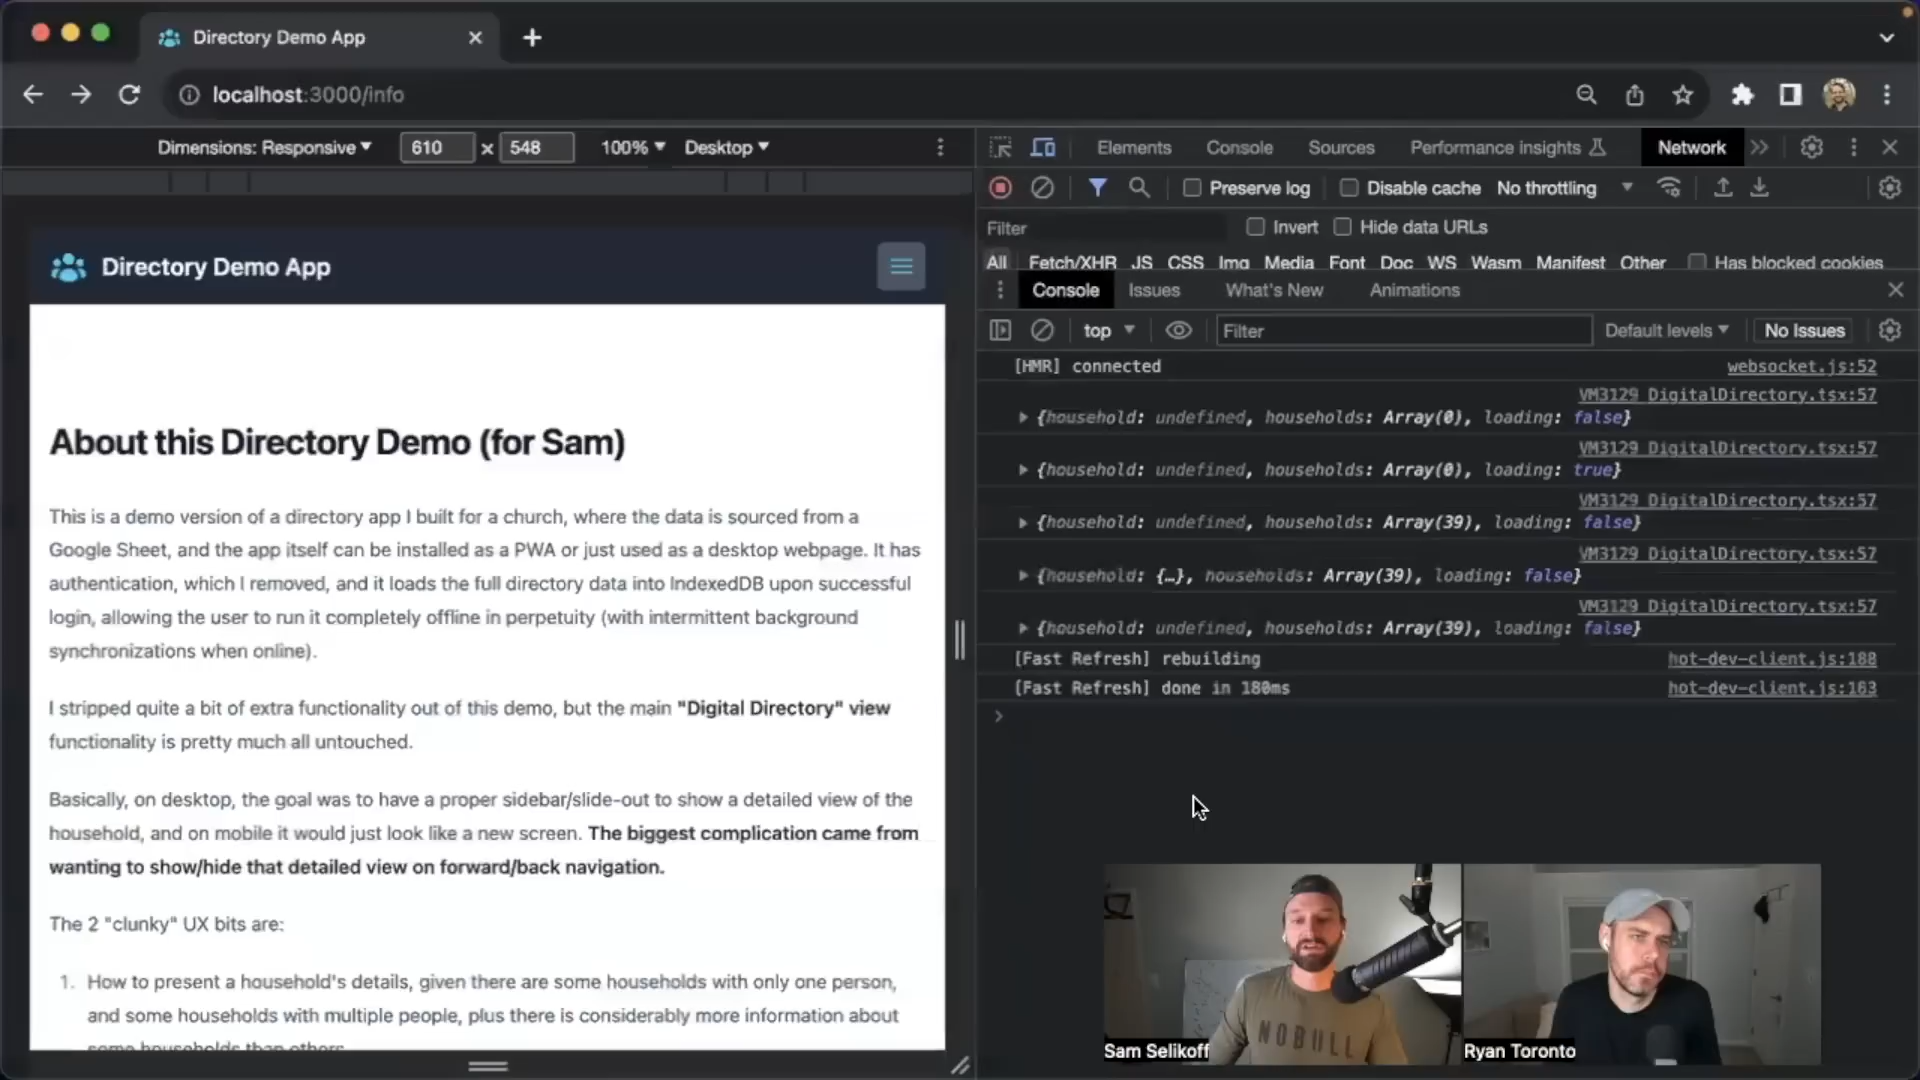 Directory Demo App
localhost:3000/info
Dimensions: Responsive 610 × 548 100% Desktop
Elements Console Sources Performance insights Network
Preserve log Disable cache No throttling
Filter Invert Hide data URLs
All Fetch/XHR JS CSS Img Media Font Doc WS Wasm Manifest Other Has blocked cookies
Console Issues What's New Animations
top Filter Default levels No Issues
[HMR] connected websocket.js:52
VM3129 DigitalDirectory.tsx:57
{household: undefined, households: Array(0), loading: false}
VM3129 DigitalDirectory.tsx:57
{household: undefined, households: Array(0), loading: true}
VM3129 DigitalDirectory.tsx:57
{household: undefined, households: Array(39), loading: false}
VM3129 DigitalDirectory.tsx:57
{household: {…}, households: Array(39), loading: false}
VM3129 DigitalDirectory.tsx:57
{household: undefined, households: Array(39), loading: false}
[Fast Refresh] rebuilding hot-dev-client.js:188
[Fast Refresh] done in 180ms hot-dev-client.js:163
Directory Demo App
About this Directory Demo (for Sam)
This is a demo version of a directory app I built for a church, where the data is sourced from a
Google Sheet, and the app itself can be installed as a PWA or just used as a desktop webpage. It has
authentication, which I removed, and it loads the full directory data into IndexedDB upon successful
login, allowing the user to run it completely offline in perpetuity (with intermittent background
synchronizations when online).
I stripped quite a bit of extra functionality out of this demo, but the main "Digital Directory" view
functionality is pretty much all untouched.
Basically, on desktop, the goal was to have a proper sidebar/slide-out to show a detailed view of the
household, and on mobile it would just look like a new screen. The biggest complication came from
wanting to show/hide that detailed view on forward/back navigation.
The 2 "clunky" UX bits are:
1. How to present a household's details, given there are some households with only one person,
and some households with multiple people, plus there is considerably more information about
some households than others.
NOBULL
Sam Selikoff
Ryan Toronto